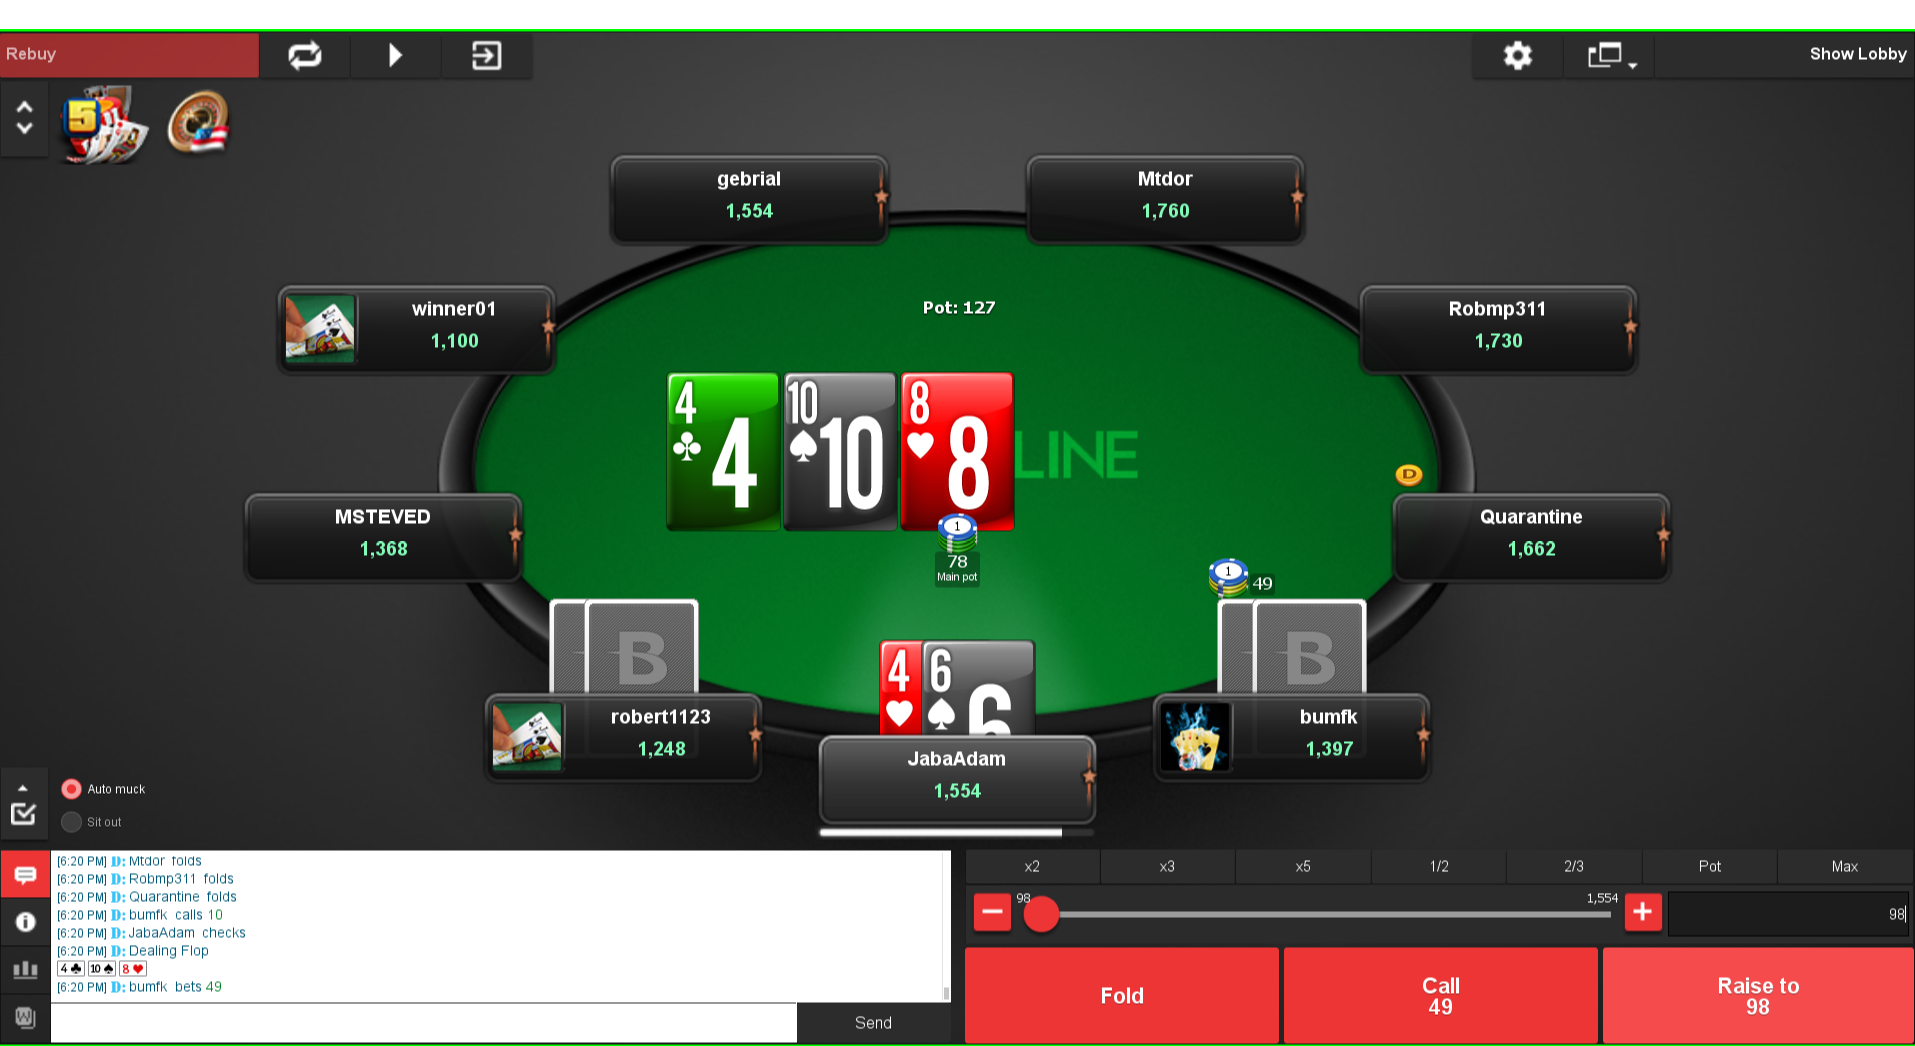 Rebuy
Show Lobby
5
gebrial
1,554
Mtdor
1,760
winner01
1,100
Pot: 127
Robmp311
1,730
4 4
10 10
8 8
LINE
D
MSTEVED
1,368
Quarantine
1,662
1
78
Main pot
1 49
B
B
4
6 6
robert1123
1,248
bumfk
1,397
JabaAdam
1,554
Auto muck
Sit out
[6:20 PM] D: Mtdor folds
[6:20 PM] D: Robmp311 folds
[6:20 PM] D: Quarantine folds
[6:20 PM] D: bumfk calls 10
[6:20 PM] D: JabaAdam checks
[6:20 PM] D: Dealing Flop
4♣ 10♠ 8♥
[6:20 PM] D: bumfk bets 49
Send
x2 x3 x5 1/2 2/3 Pot Max
98 1,554
98
Fold
Call
49
Raise to
98